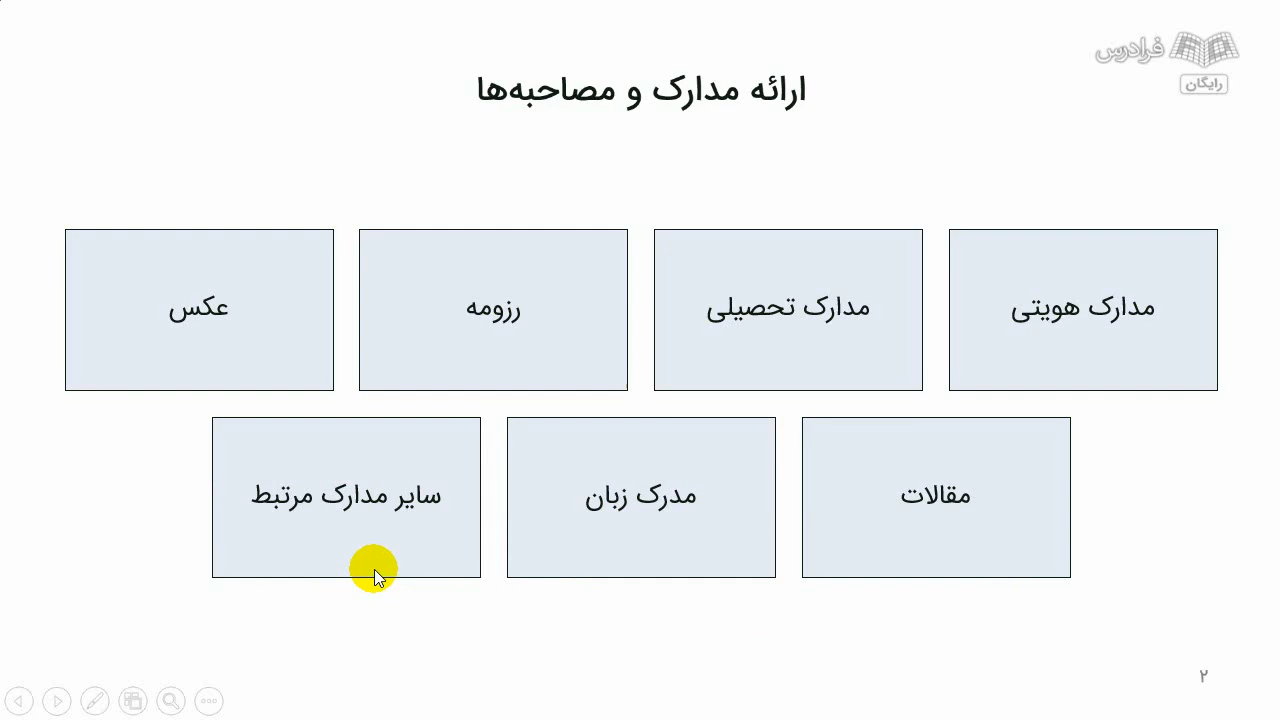 فرادرس
رایگان
ارائه مدارک و مصاحبه‌ها
مدارک هویتی
مدارک تحصیلی
رزومه
عکس
مقالات
مدرک زبان
سایر مدارک مرتبط
۲